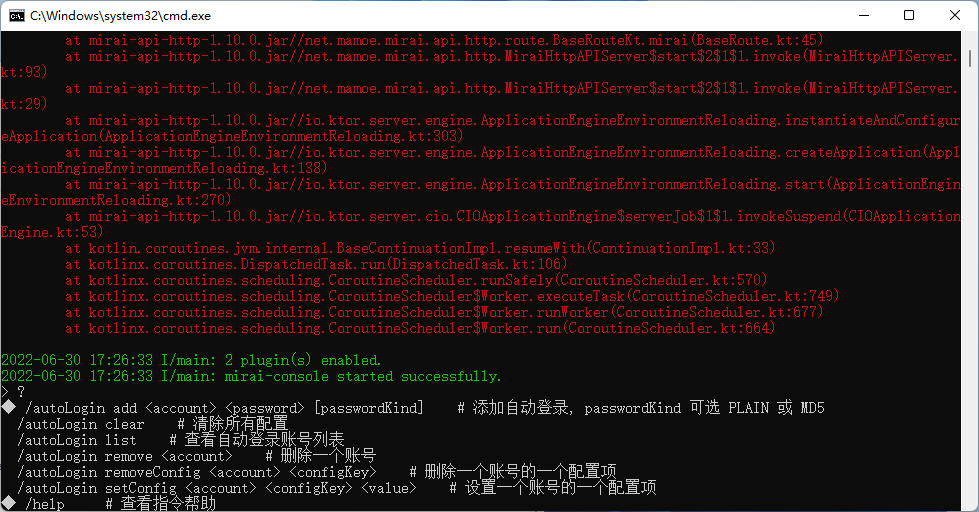 C:\Windows\system32\cmd.exe
at mirai-api-http-1.10.0.jar//net.mamoe.mirai.api.http.route.BaseRouteKt.mirai(BaseRoute.kt:45)
at mirai-api-http-1.10.0.jar//net.mamoe.mirai.api.http.MiraiHttpAPIServer$start$2$1$1.invoke(MiraiHttpAPIServer.
kt:93)
at mirai-api-http-1.10.0.jar//net.mamoe.mirai.api.http.MiraiHttpAPIServer$start$2$1$1.invoke(MiraiHttpAPIServer.
kt:29)
at mirai-api-http-1.10.0.jar//io.ktor.server.engine.ApplicationEngineEnvironmentReloading.instantiateAndConfigur
eApplication(ApplicationEngineEnvironmentReloading.kt:303)
at mirai-api-http-1.10.0.jar//io.ktor.server.engine.ApplicationEngineEnvironmentReloading.createApplication(Appl
icationEngineEnvironmentReloading.kt:138)
at mirai-api-http-1.10.0.jar//io.ktor.server.engine.ApplicationEngineEnvironmentReloading.start(ApplicationEngin
eEnvironmentReloading.kt:270)
at mirai-api-http-1.10.0.jar//io.ktor.server.cio.CIOApplicationEngine$serverJob$1$1.invokeSuspend(CIOApplication
Engine.kt:53)
at kotlin.coroutines.jvm.internal.BaseContinuationImpl.resumeWith(ContinuationImpl.kt:33)
at kotlinx.coroutines.DispatchedTask.run(DispatchedTask.kt:106)
at kotlinx.coroutines.scheduling.CoroutineScheduler.runSafely(CoroutineScheduler.kt:570)
at kotlinx.coroutines.scheduling.CoroutineScheduler$Worker.executeTask(CoroutineScheduler.kt:749)
at kotlinx.coroutines.scheduling.CoroutineScheduler$Worker.runWorker(CoroutineScheduler.kt:677)
at kotlinx.coroutines.scheduling.CoroutineScheduler$Worker.run(CoroutineScheduler.kt:664)
2022-06-30 17:26:33 I/main: 2 plugin(s) enabled.
2022-06-30 17:26:33 I/main: mirai-console started successfully.
> ?
◆ /autoLogin add <account> <password> [passwordKind]    # 添加自动登录, passwordKind 可选 PLAIN 或 MD5
/autoLogin clear    # 清除所有配置
/autoLogin list    # 查看自动登录账号列表
/autoLogin remove <account>    # 删除一个账号
/autoLogin removeConfig <account> <configKey>    # 删除一个账号的一个配置项
/autoLogin setConfig <account> <configKey> <value>    # 设置一个账号的一个配置项
◆ /help     # 查看指令帮助